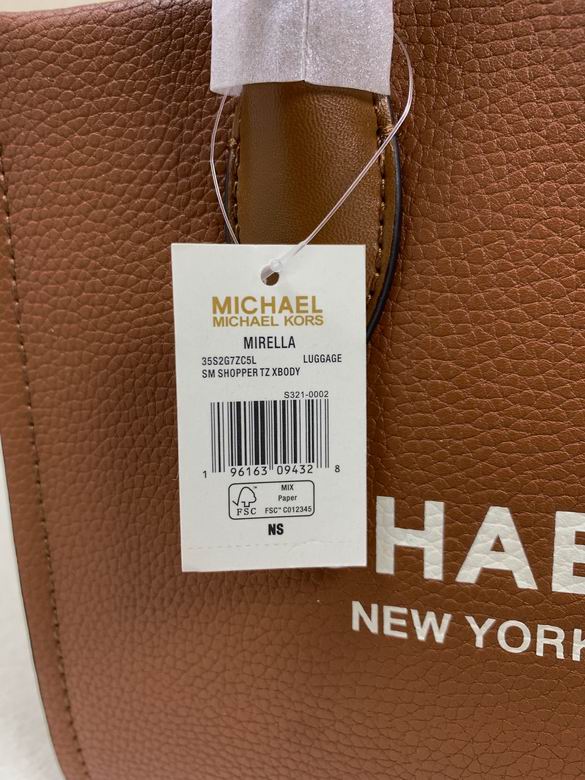 MICHAEL
MICHAEL KORS
MIRELLA
35S2G7ZC5L LUGGAGE
SM SHOPPER TZ XBODY
S321-0002
1 96163 09432 8
FSC
MIX
Paper
FSC™ C012345
NS
HAE
NEW YORK